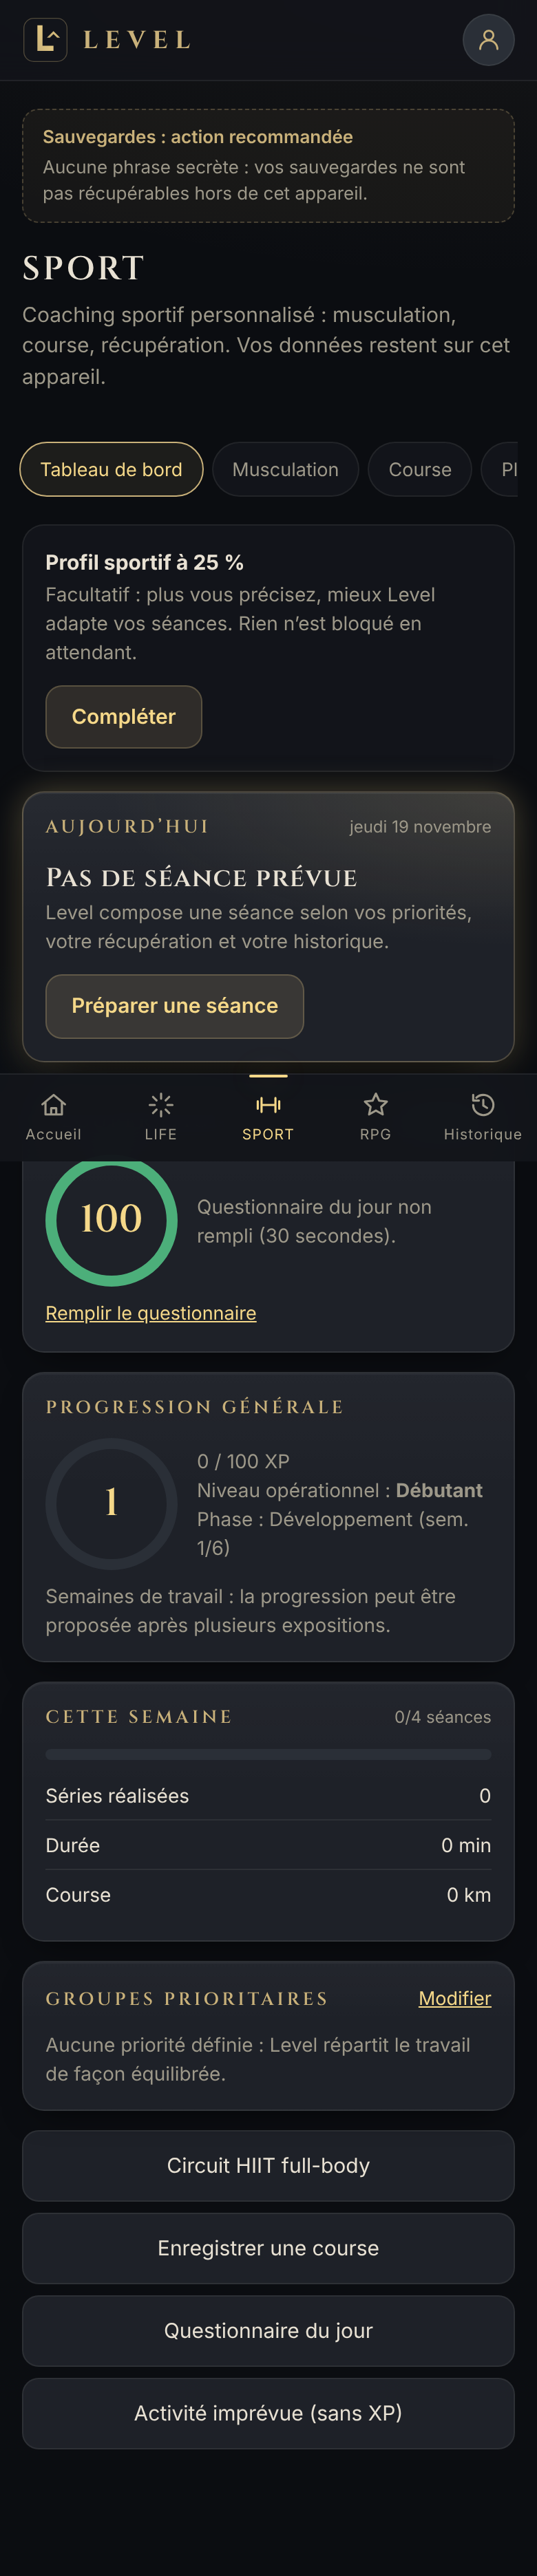 LEVEL
Sauvegardes : action recommandée
Aucune phrase secrète : vos sauvegardes ne sont
pas récupérables hors de cet appareil.
SPORT
Coaching sportif personnalisé : musculation,
course, récupération. Vos données restent sur cet
appareil.
Tableau de bord
Musculation
Course
Profil sportif à 25 %
Facultatif : plus vous précisez, mieux Level
adapte vos séances. Rien n’est bloqué en
attendant.
Compléter
AUJOURD’HUI
jeudi 19 novembre
PAS DE SÉANCE PRÉVUE
Level compose une séance selon vos priorités,
votre récupération et votre historique.
Préparer une séance
Accueil
LIFE
SPORT
RPG
Historique
100
Questionnaire du jour non
rempli (30 secondes).
Remplir le questionnaire
PROGRESSION GÉNÉRALE
1
0 / 100 XP
Niveau opérationnel : Débutant
Phase : Développement (sem.
1/6)
Semaines de travail : la progression peut être
proposée après plusieurs expositions.
CETTE SEMAINE
0/4 séances
Séries réalisées 0
Durée 0 min
Course 0 km
GROUPES PRIORITAIRES
Modifier
Aucune priorité définie : Level répartit le travail
de façon équilibrée.
Circuit HIIT full-body
Enregistrer une course
Questionnaire du jour
Activité imprévue (sans XP)